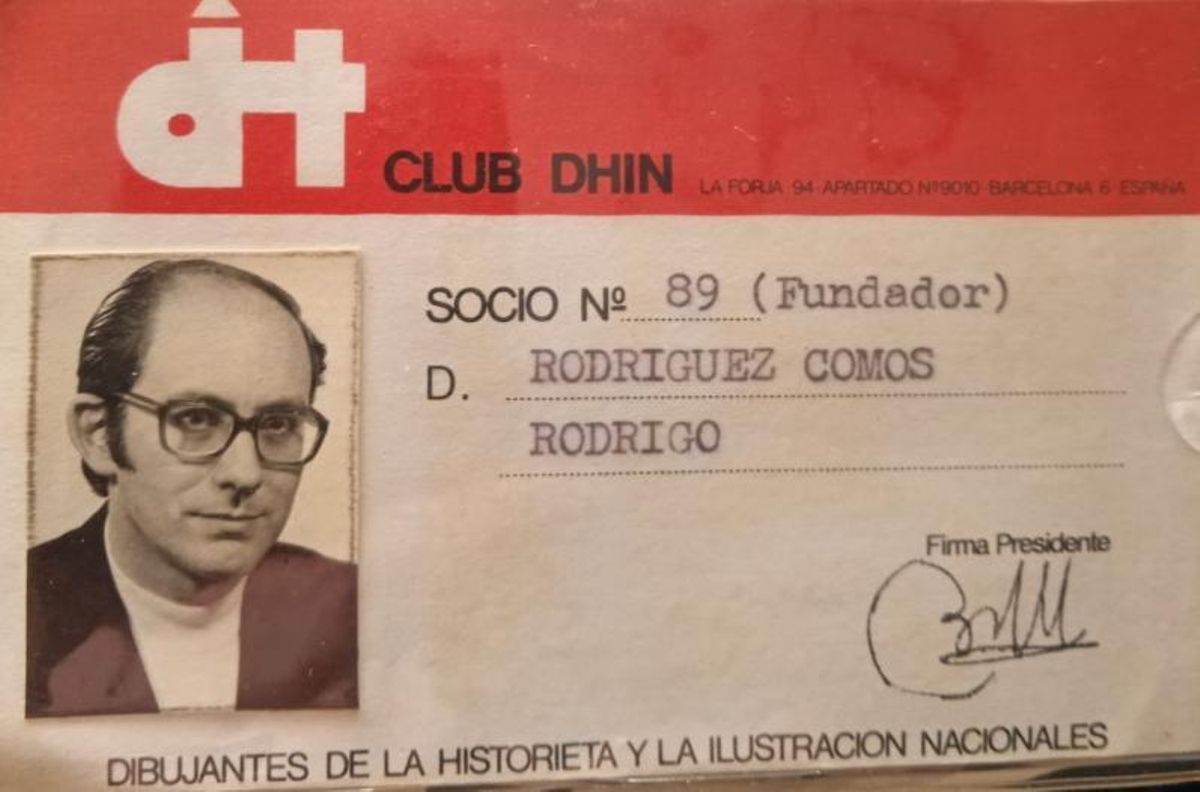 CLUB DHIN LA FORJA 94 · APARTADO Nº9010 · BARCELONA 6 · ESPAÑA
SOCIO Nº 89 (Fundador)
D. RODRIGUEZ COMOS
RODRIGO
Firma Presidente
DIBUJANTES DE LA HISTORIETA Y LA ILUSTRACION NACIONALES